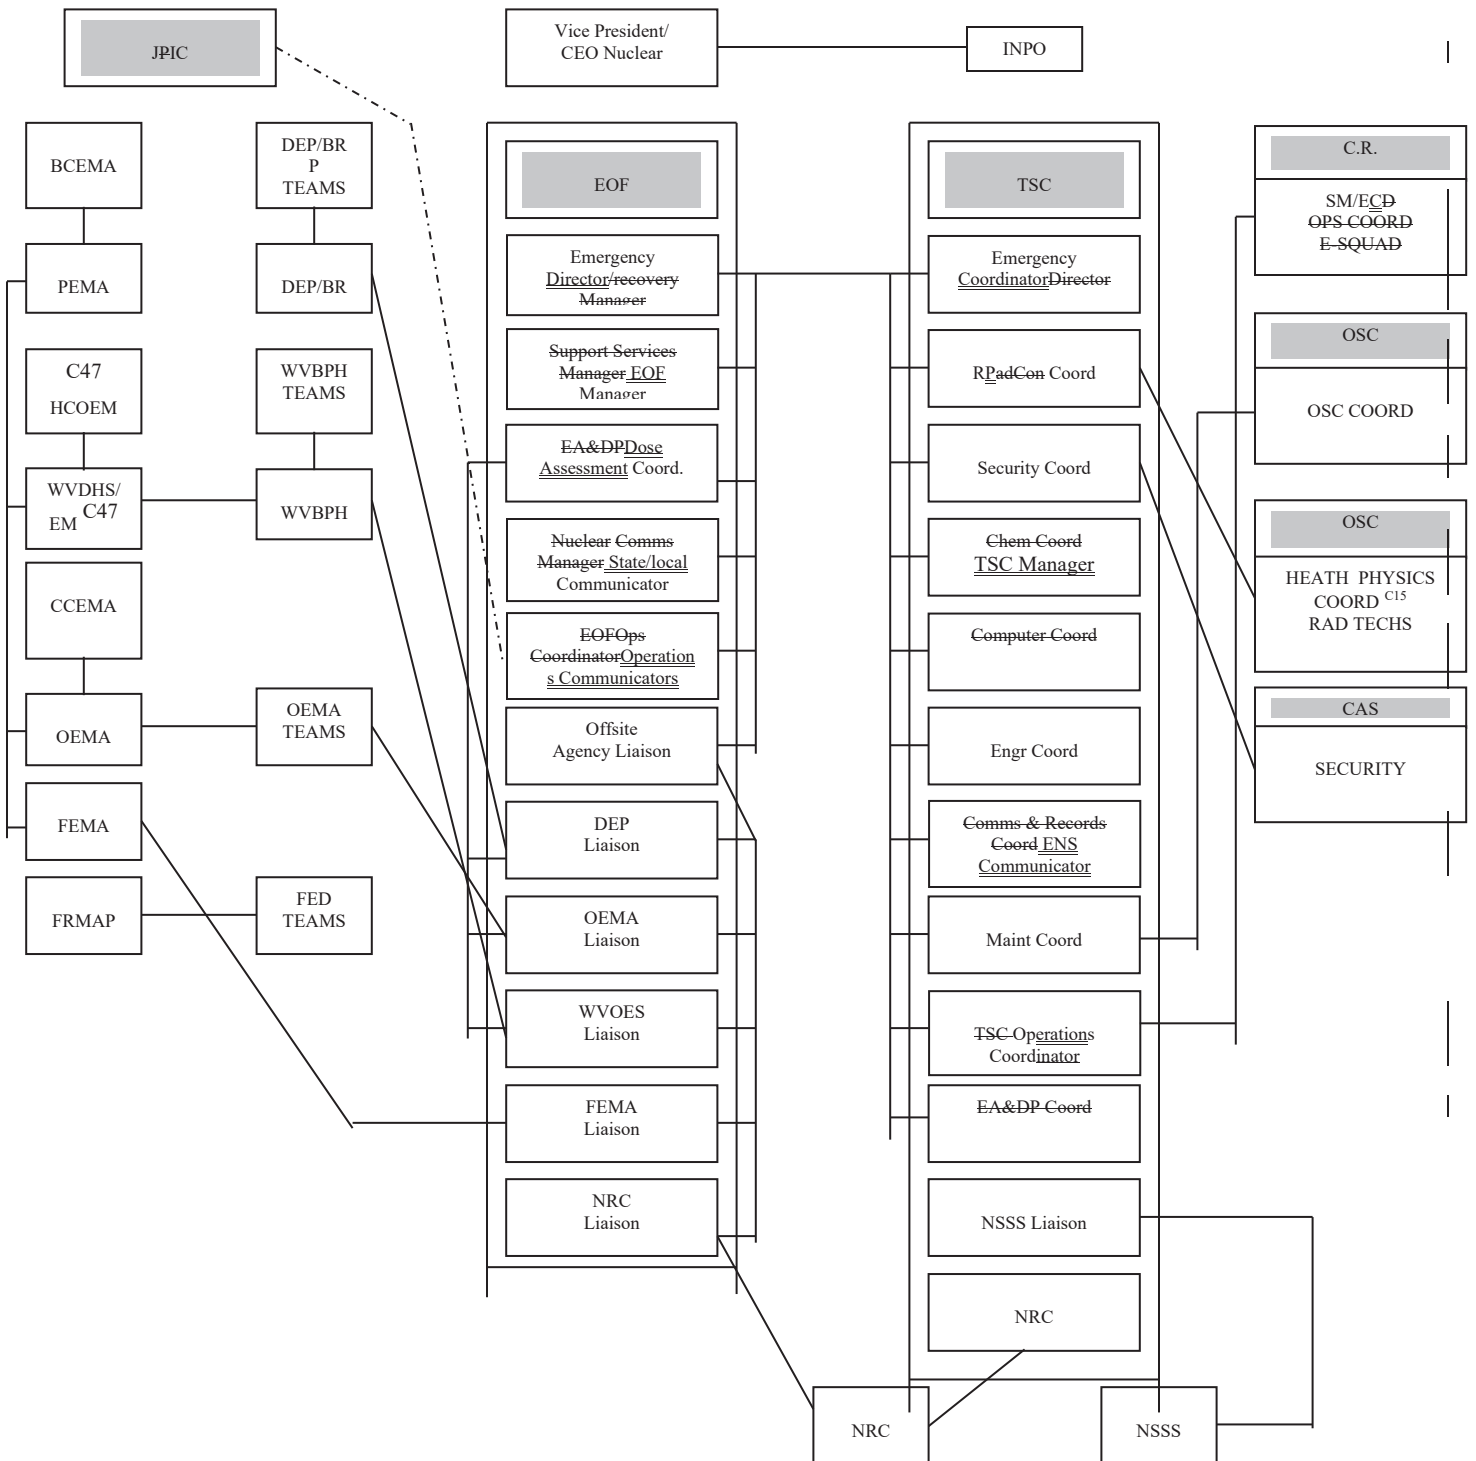 JPIC
Vice President/
CEO Nuclear
INPO
BCEMA
PEMA
C47
HCOEM
WVDHS/
EM C47
CCEMA
OEMA
FEMA
FRMAP
DEP/BR
P
TEAMS
DEP/BR
WVBPH
TEAMS
WVBPH
OEMA
TEAMS
FED
TEAMS
EOF
Emergency
Director/recovery
Manager
Support Services
Manager EOF
Manager
EA&DPDose
Assessment Coord.
Nuclear Comms
Manager State/local
Communicator
EOFOps
CoordinatorOperation
s Communicators
Offsite
Agency Liaison
DEP
Liaison
OEMA
Liaison
WVOES
Liaison
FEMA
Liaison
NRC
Liaison
TSC
Emergency
CoordinatorDirector
RPadCon Coord
Security Coord
Chem Coord
TSC Manager
Computer Coord
Engr Coord
Comms & Records
Coord ENS
Communicator
Maint Coord
TSC Operations
Coordinator
EA&DP Coord
NSSS Liaison
NRC
NRC
NSSS
C.R.
SM/ECD
OPS COORD
E-SQUAD
OSC
OSC COORD
OSC
HEATH PHYSICS
COORD C15
RAD TECHS
CAS
SECURITY